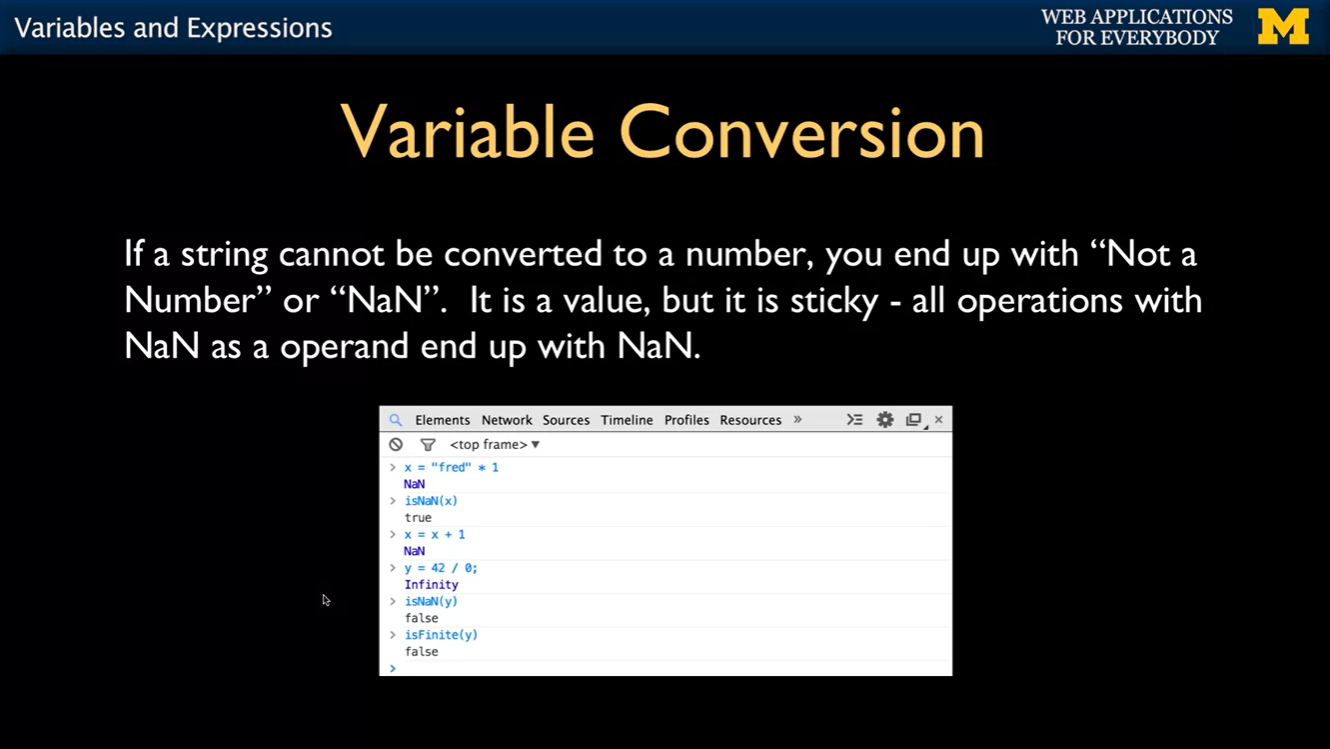 Variables and Expressions
WEB APPLICATIONS
FOR EVERYBODY
M
Variable Conversion
If a string cannot be converted to a number, you end up with “Not a
Number” or “NaN”.  It is a value, but it is sticky - all operations with
NaN as a operand end up with NaN.
Elements Network Sources Timeline Profiles Resources »
<top frame> ▼
> x = "fred" * 1
NaN
> isNaN(x)
true
> x = x + 1
NaN
> y = 42 / 0;
Infinity
> isNaN(y)
false
> isFinite(y)
false
>